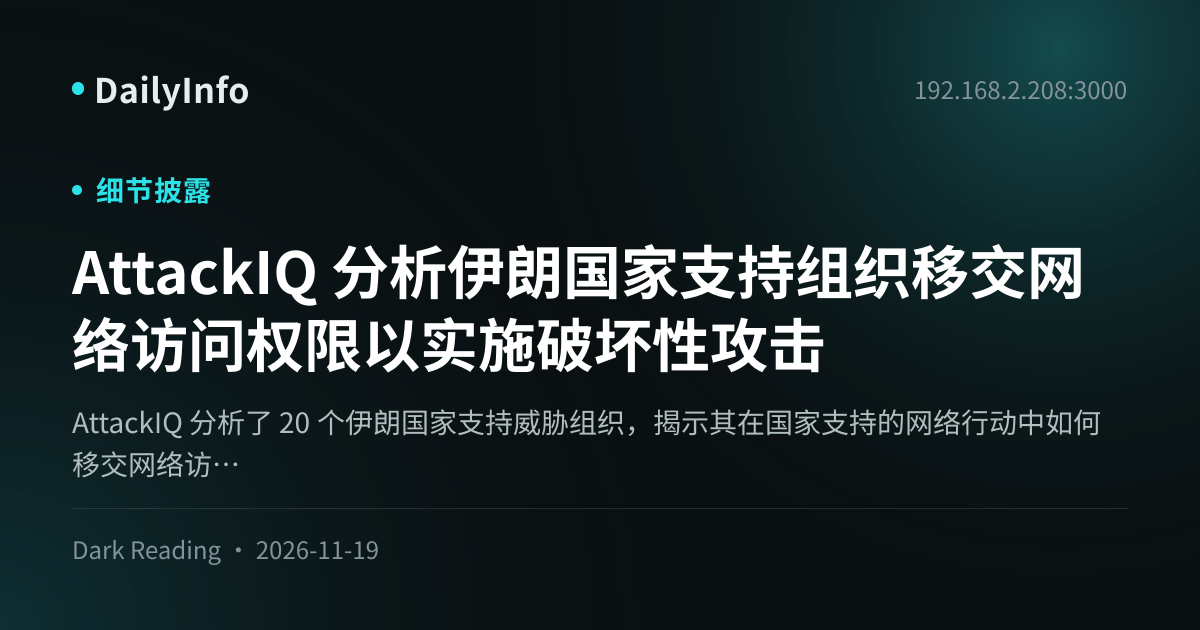 DailyInfo
192.168.2.208:3000
细节披露
AttackIQ 分析伊朗国家支持组织移交网
络访问权限以实施破坏性攻击
AttackIQ 分析了 20 个伊朗国家支持威胁组织，揭示其在国家支持的网络行动中如何
移交网络访…
Dark Reading · 2026-11-19